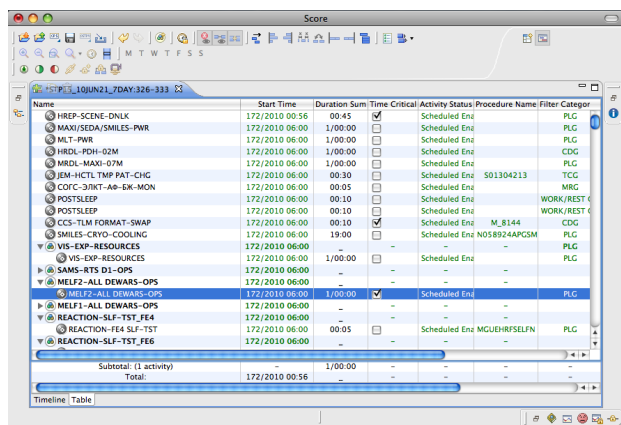 Score
M T W T F S S
_10JUN21_7DAY:326-333
Name Start Time Duration Sum Time Critical Activity Status Procedure Name Filter Categor
HREP-SCENE-DNLK 172/2010 00:56 00:45 Scheduled Ena PLG
MAXI/SEDA/SMILES-PWR 172/2010 06:00 1/00:00 Scheduled Ena PLG
MLT-PWR 172/2010 06:00 1/00:00 Scheduled Ena PLG
HRDL-PDH-02M 172/2010 06:00 1/00:00 Scheduled Ena CDG
MRDL-MAXI-07M 172/2010 06:00 1/00:00 Scheduled Ena PLG
JEM-HCTL TMP PAT-CHG 172/2010 06:00 00:30 Scheduled Ena S01304213 TCG
COГC-ЭЛКТ-АФ-БЖ-MON 172/2010 06:00 00:05 Scheduled Ena MRG
POSTSLEEP 172/2010 06:00 00:10 Scheduled Ena WORK/REST
POSTSLEEP 172/2010 06:00 00:10 Scheduled Ena WORK/REST
CCS-TLM FORMAT-SWAP 172/2010 06:00 00:10 Scheduled Ena M_8144 CDG
SMILES-CRYO-COOLING 172/2010 06:00 19:00 Scheduled Ena N058924APGSM PLG
VIS-EXP-RESOURCES 172/2010 06:00 – – – PLG
VIS-EXP-RESOURCES 172/2010 06:00 1/00:00 Scheduled Ena PLG
SAMS-RTS D1-OPS 172/2010 06:00 – – –
MELF2-ALL DEWARS-OPS 172/2010 06:00 – – –
MELF2-ALL DEWARS-OPS 172/2010 06:00 1/00:00 Scheduled Ena PLG
MELF1-ALL DEWARS-OPS 172/2010 06:00 – – –
REACTION-SLF-TST_FE4 172/2010 06:00 – – –
REACTION-FE4 SLF-TST 172/2010 06:00 00:05 Scheduled Ena MGUEHRFSELFN PLG
REACTION-SLF-TST_FE6 172/2010 06:00 – – –
Subtotal: (1 activity) – 1/00:00 – – – –
Total: 172/2010 00:56 – – – – –
Timeline Table